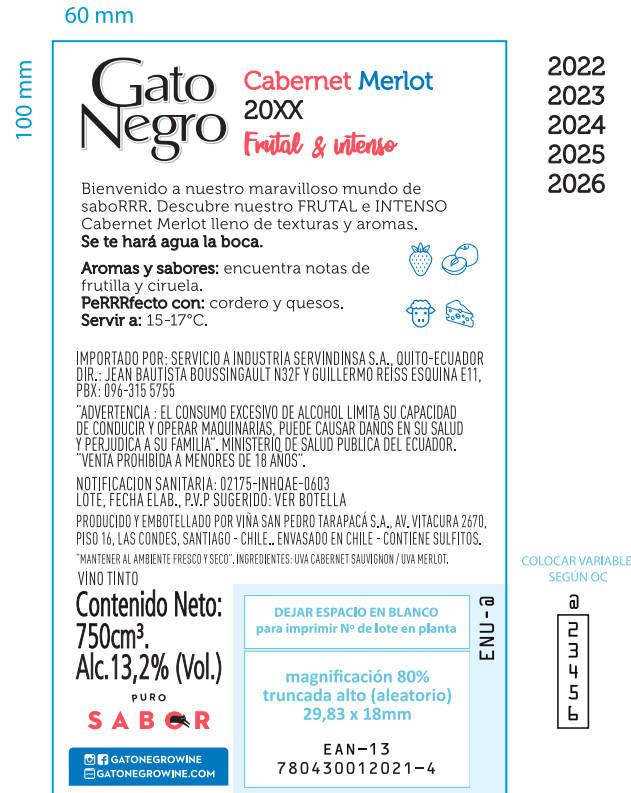 60 mm
100 mm
Gato
Negro
Cabernet Merlot
20XX
Frutal & intenso
2022
2023
2024
2025
2026
Bienvenido a nuestro maravilloso mundo de
saboRRR. Descubre nuestro FRUTAL e INTENSO
Cabernet Merlot lleno de texturas y aromas.
Se te hará agua la boca.
Aromas y sabores: encuentra notas de
frutilla y ciruela.
PeRRRfecto con: cordero y quesos.
Servir a: 15-17°C.
IMPORTADO POR: SERVICIO A INDUSTRIA SERVINDINSA S.A., QUITO-ECUADOR
DIR.: JEAN BAUTISTA BOUSSINGAULT N32F Y GUILLERMO REISS ESQUINA E11,
PBX: 096-315 5755
"ADVERTENCIA : EL CONSUMO EXCESIVO DE ALCOHOL LIMITA SU CAPACIDAD
DE CONDUCIR Y OPERAR MAQUINARIAS, PUEDE CAUSAR DAÑOS EN SU SALUD
Y PERJUDICA A SU FAMILIA". MINISTERIO DE SALUD PUBLICA DEL ECUADOR.
"VENTA PROHIBIDA A MENORES DE 18 AÑOS".
NOTIFICACION SANITARIA: 02175-INHQAE-0603
LOTE, FECHA ELAB., P.V.P SUGERIDO: VER BOTELLA
PRODUCIDO Y EMBOTELLADO POR VIÑA SAN PEDRO TARAPACÁ S.A., AV. VITACURA 2670,
PISO 16, LAS CONDES, SANTIAGO - CHILE.. ENVASADO EN CHILE - CONTIENE SULFITOS.
"MANTENER AL AMBIENTE FRESCO Y SECO". INGREDIENTES: UVA CABERNET SAUVIGNON / UVA MERLOT.
VINO TINTO
Contenido Neto:
750cm³.
Alc.13,2% (Vol.)
PURO
SABOR
GATONEGROWINE
GATONEGROWINE.COM
DEJAR ESPACIO EN BLANCO
para imprimir Nº de lote en planta
ENU-a
magnificación 80%
truncada alto (aleatorio)
29,83 x 18mm
EAN-13
780430012021-4
COLOCAR VARIABLE
SEGÚN OC
a
2
3
4
5
6